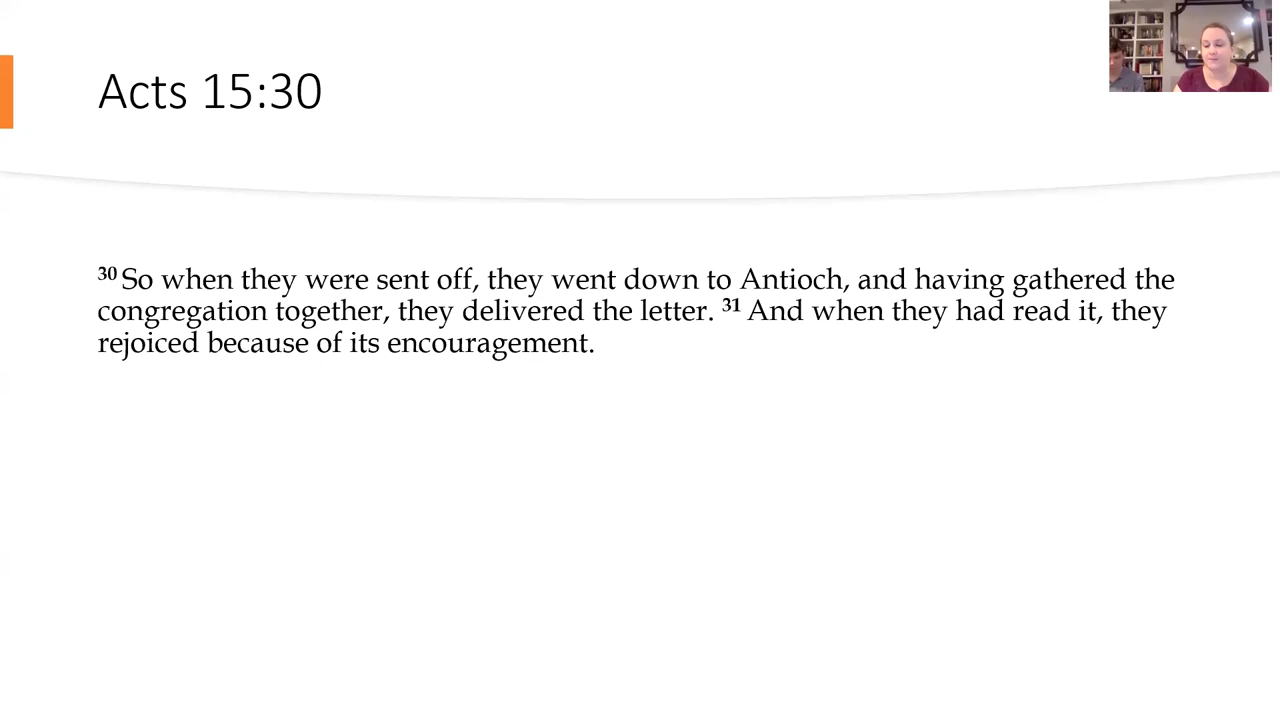 Acts 15:30
30 So when they were sent off, they went down to Antioch, and having gathered the
congregation together, they delivered the letter. 31 And when they had read it, they
rejoiced because of its encouragement.